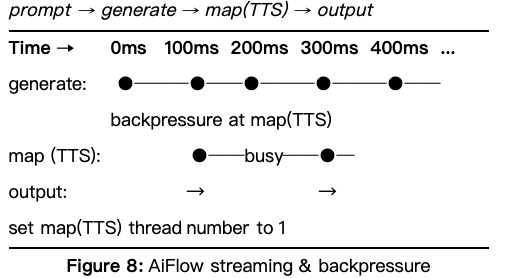 prompt → generate → map(TTS) → output
Time → 0ms 100ms 200ms 300ms 400ms ...
generate:
backpressure at map(TTS)
map (TTS): busy
output: → →
set map(TTS) thread number to 1
Figure 8: AiFlow streaming & backpressure